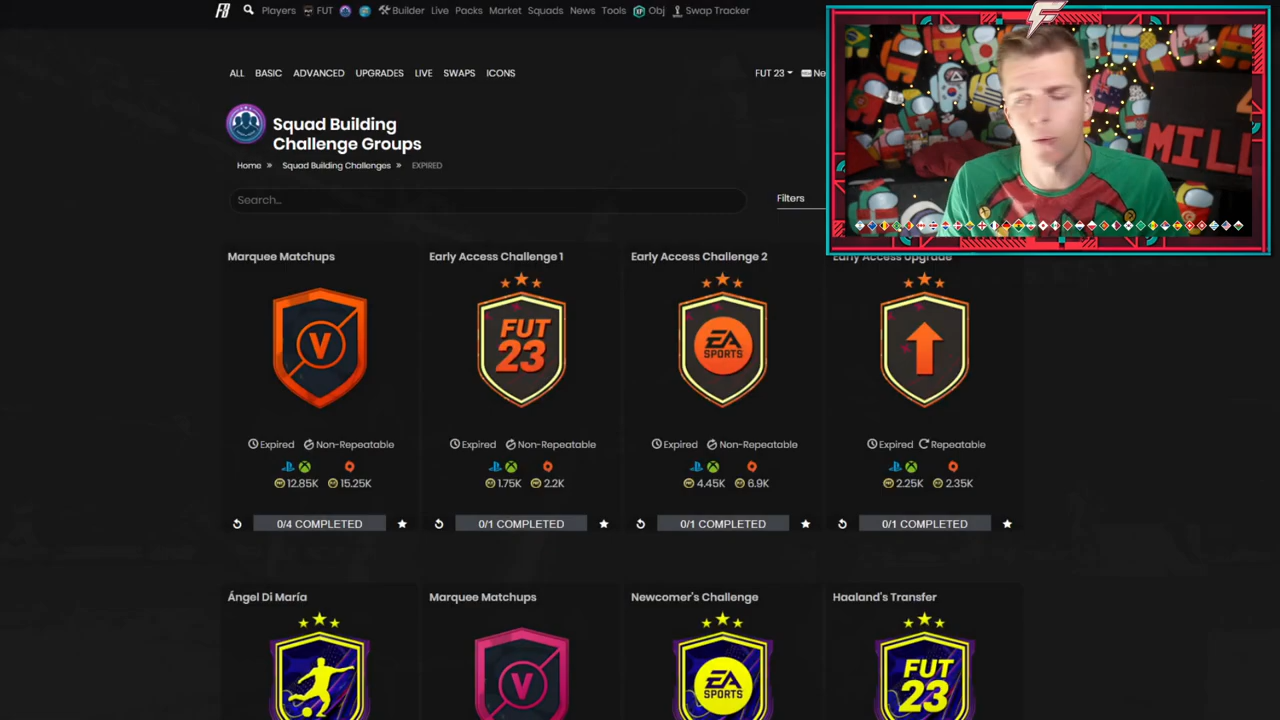 FB Players FUT Builder Live Packs Market Squads News Tools Obj Swap Tracker
ALL BASIC ADVANCED UPGRADES LIVE SWAPS ICONS
FUT 23
Squad Building
Challenge Groups
Home » Squad Building Challenges » EXPIRED
Search...
Filters
MILL
Marquee Matchups
Early Access Challenge 1
Early Access Challenge 2
Early Access Upgrade
V
FUT
23
EA
SPORTS
Expired Non-Repeatable
Expired Non-Repeatable
Expired Non-Repeatable
Expired Repeatable
12.85K 15.25K
1.75K 2.2K
4.45K 6.9K
2.25K 2.35K
0/4 COMPLETED
0/1 COMPLETED
0/1 COMPLETED
0/1 COMPLETED
Ángel Di María
Marquee Matchups
Newcomer's Challenge
Haaland's Transfer
V
EA
SPORTS
FUT
23